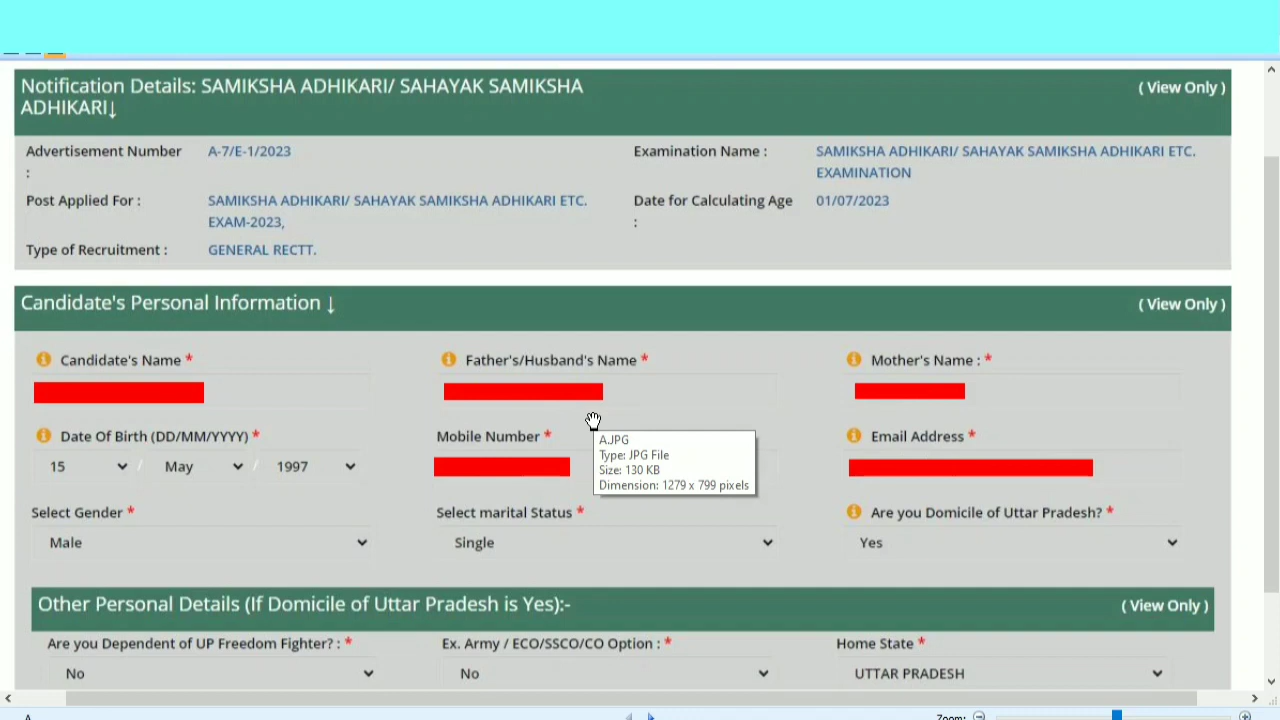 Notification Details: SAMIKSHA ADHIKARI/ SAHAYAK SAMIKSHA
ADHIKARI↓
( View Only )
Advertisement Number
:
A-7/E-1/2023
Examination Name :
SAMIKSHA ADHIKARI/ SAHAYAK SAMIKSHA ADHIKARI ETC.
EXAMINATION
Post Applied For :
SAMIKSHA ADHIKARI/ SAHAYAK SAMIKSHA ADHIKARI ETC.
EXAM-2023,
Date for Calculating Age
:
01/07/2023
Type of Recruitment :
GENERAL RECTT.
Candidate's Personal Information ↓
( View Only )
Candidate's Name *
Father's/Husband's Name *
Mother's Name : *
Date Of Birth (DD/MM/YYYY) *
Mobile Number *
Email Address *
15 / May / 1997
A.JPG
Type: JPG File
Size: 130 KB
Dimension: 1279 x 799 pixels
Select Gender *
Select marital Status *
Are you Domicile of Uttar Pradesh? *
Male
Single
Yes
Other Personal Details (If Domicile of Uttar Pradesh is Yes):-
( View Only )
Are you Dependent of UP Freedom Fighter? : *
Ex. Army / ECO/SSCO/CO Option : *
Home State *
No
No
UTTAR PRADESH
A
Zoom: